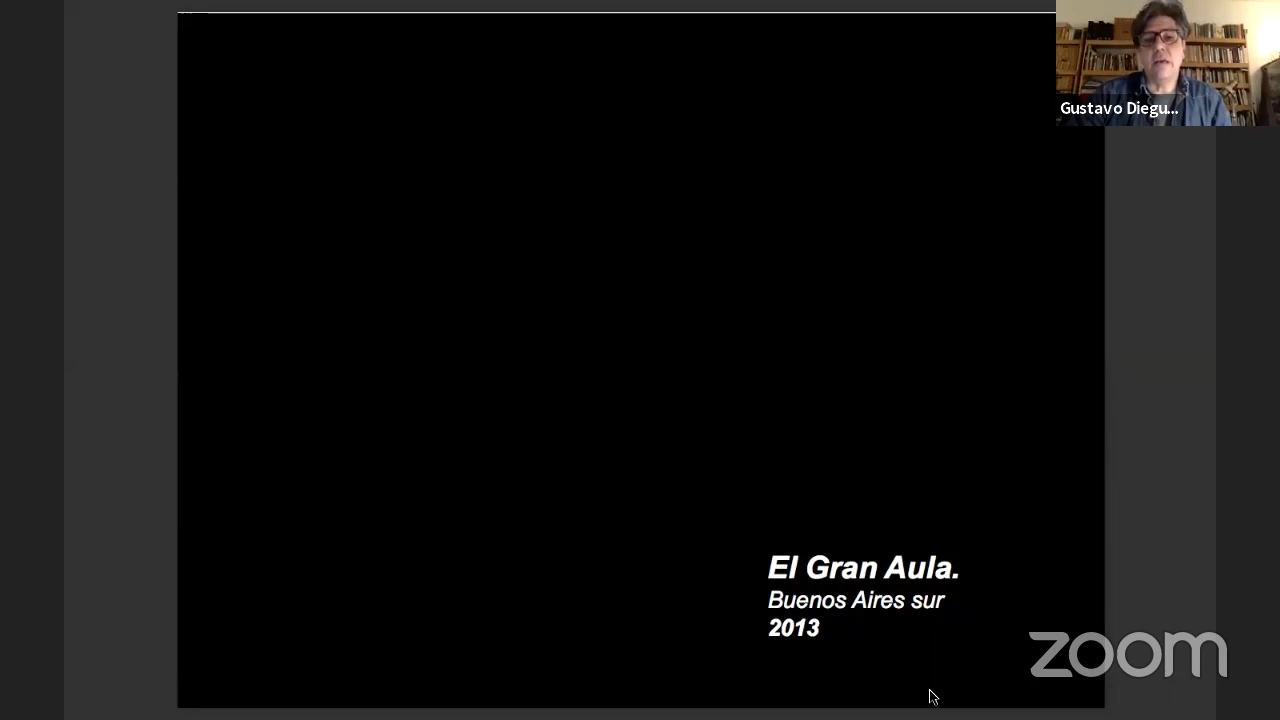 Gustavo Diegu...
El Gran Aula.
Buenos Aires sur
2013
zoom